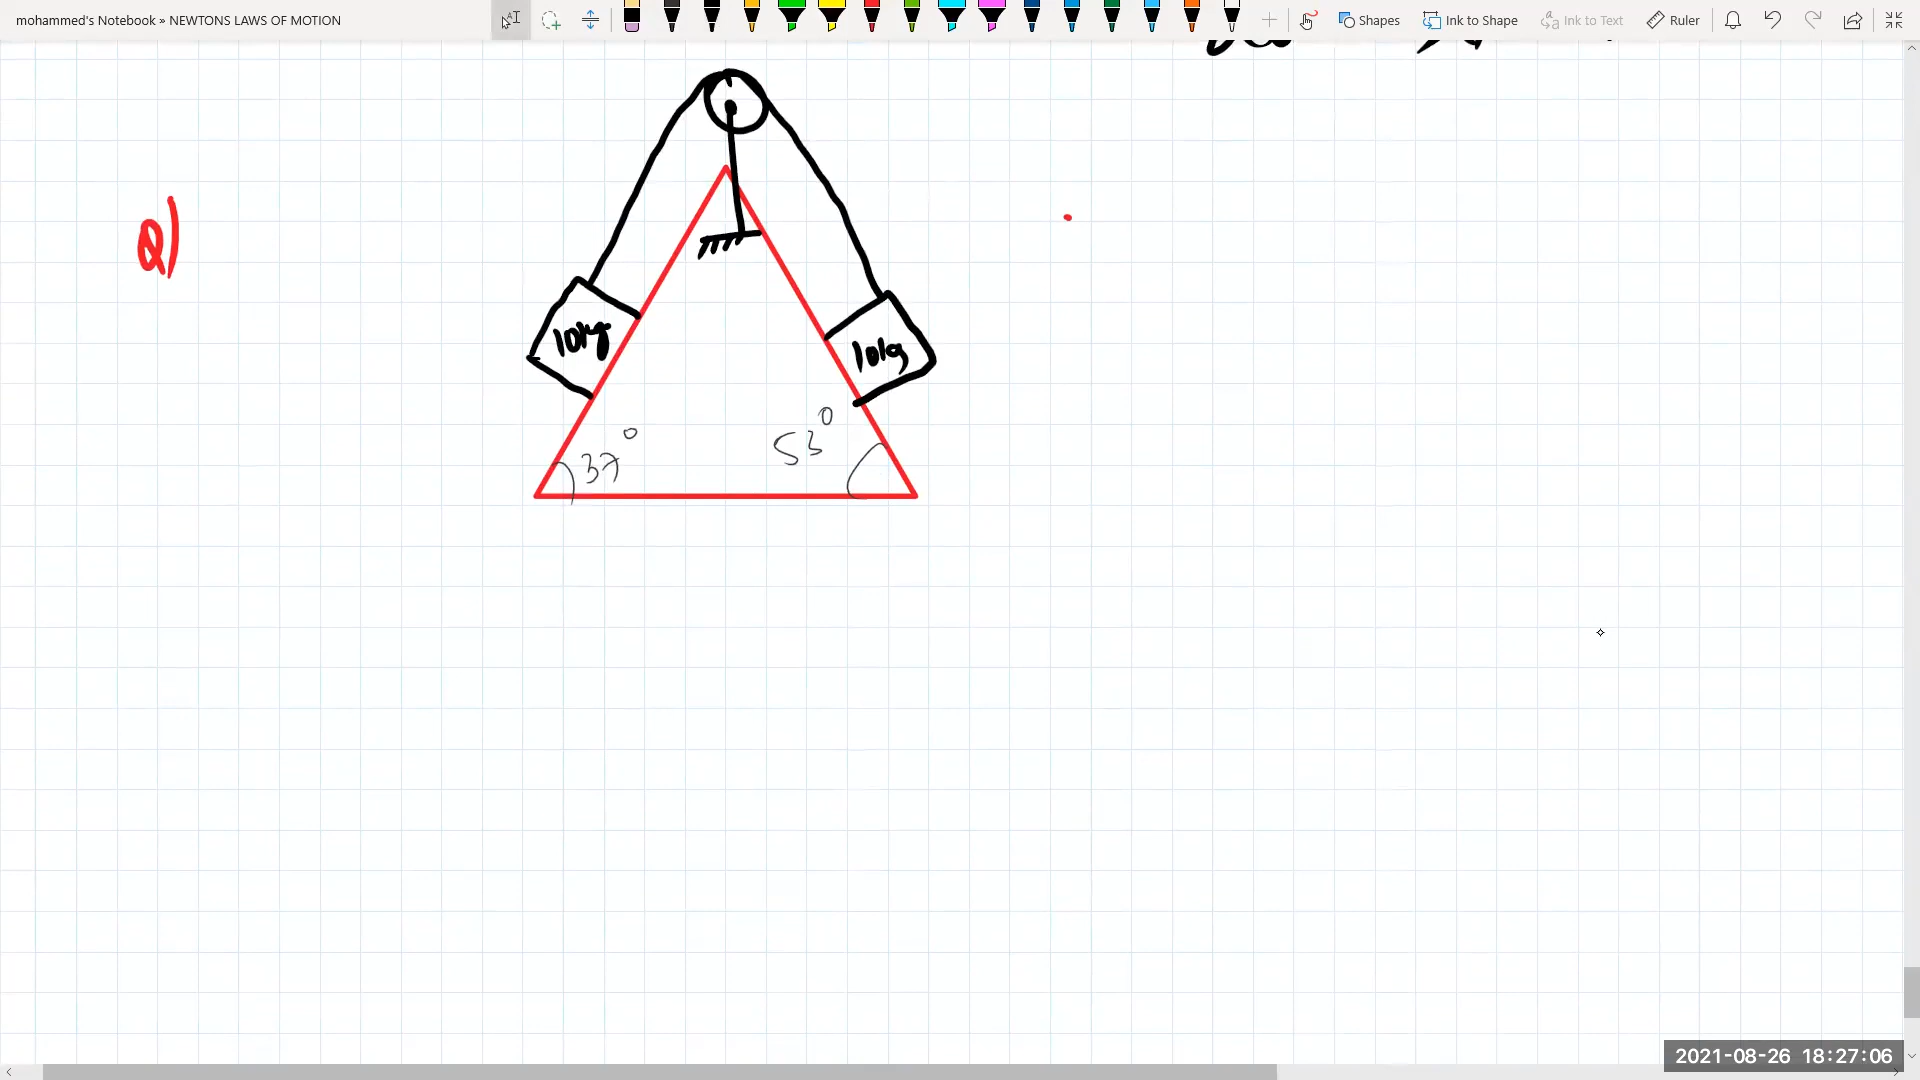 mohammed's Notebook » NEWTONS LAWS OF MOTION
Shapes
Ink to Shape
Ink to Text
Ruler
Q)
10kg
10kg
37°
53°
2021-08-26 18:27:06